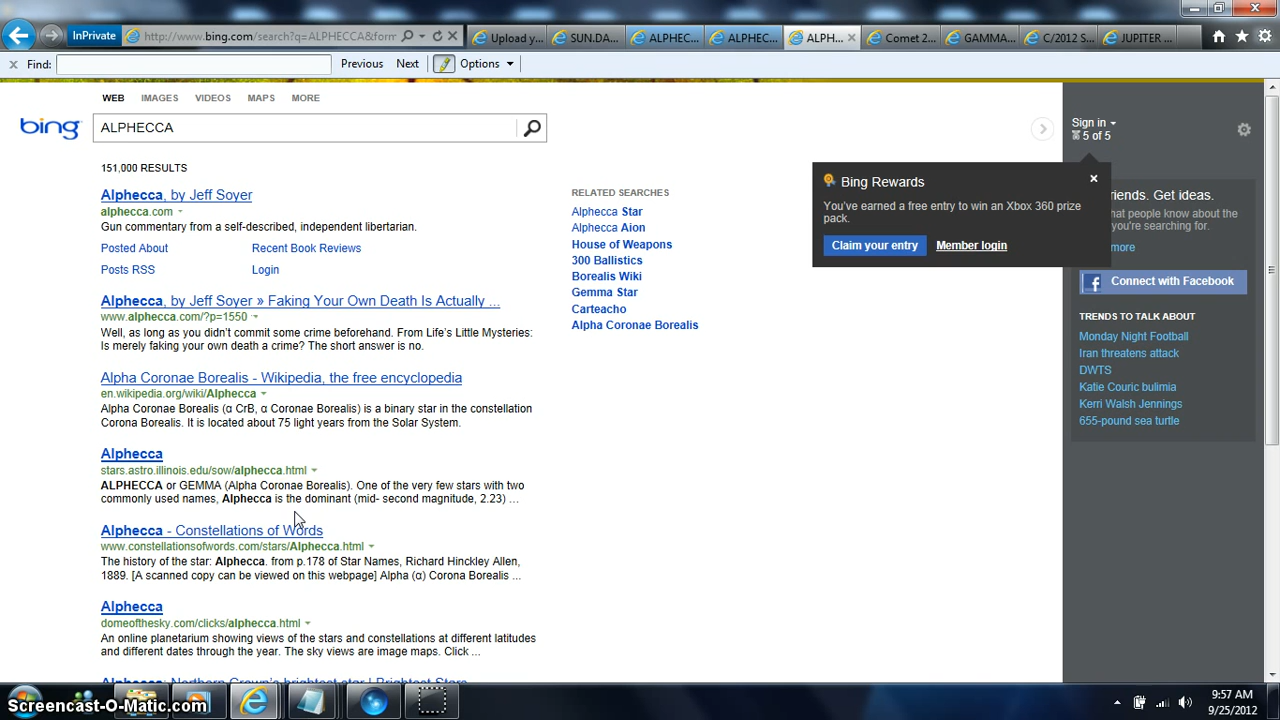 InPrivate
http://www.bing.com/search?q=ALPHECCA&form
Upload y...
SUN.DA...
ALPHEC...
ALPHEC...
ALPH...
Comet 2...
GAMMA...
C/2012 S...
JUPITER
Find:
Previous
Next
Options
WEB
IMAGES
VIDEOS
MAPS
MORE
bing
ALPHECCA
Sign in
5 of 5
151,000 RESULTS
Alphecca, by Jeff Soyer
alphecca.com
Gun commentary from a self-described, independent libertarian.
Posted About
Recent Book Reviews
Posts RSS
Login
Alphecca, by Jeff Soyer » Faking Your Own Death Is Actually ...
www.alphecca.com/?p=1550
Well, as long as you didn't commit some crime beforehand. From Life's Little Mysteries:
Is merely faking your own death a crime? The short answer is no.
Alpha Coronae Borealis - Wikipedia, the free encyclopedia
en.wikipedia.org/wiki/Alphecca
Alpha Coronae Borealis (α CrB, α Coronae Borealis) is a binary star in the constellation
Corona Borealis. It is located about 75 light years from the Solar System.
Alphecca
stars.astro.illinois.edu/sow/alphecca.html
ALPHECCA or GEMMA (Alpha Coronae Borealis). One of the very few stars with two
commonly used names, Alphecca is the dominant (mid- second magnitude, 2.23) ...
Alphecca - Constellations of Words
www.constellationsofwords.com/stars/Alphecca.html
The history of the star: Alphecca. from p.178 of Star Names, Richard Hinckley Allen,
1889. [A scanned copy can be viewed on this webpage] Alpha (α) Corona Borealis ...
Alphecca
domeofthesky.com/clicks/alphecca.html
An online planetarium showing views of the stars and constellations at different latitudes
and different dates through the year. The sky views are image maps. Click ...
Alphecca: Northern Crown's brightest star | Brightest Stars
RELATED SEARCHES
Alphecca Star
Alphecca Aion
House of Weapons
300 Ballistics
Borealis Wiki
Gemma Star
Carteacho
Alpha Coronae Borealis
Bing Rewards
You've earned a free entry to win an Xbox 360 prize
pack.
Claim your entry
Member login
riends. Get ideas.
hat people know about the
you're searching for.
more
Connect with Facebook
TRENDS TO TALK ABOUT
Monday Night Football
Iran threatens attack
DWTS
Katie Couric bulimia
Kerri Walsh Jennings
655-pound sea turtle
Screencast-O-Matic.com
9:57 AM
9/25/2012